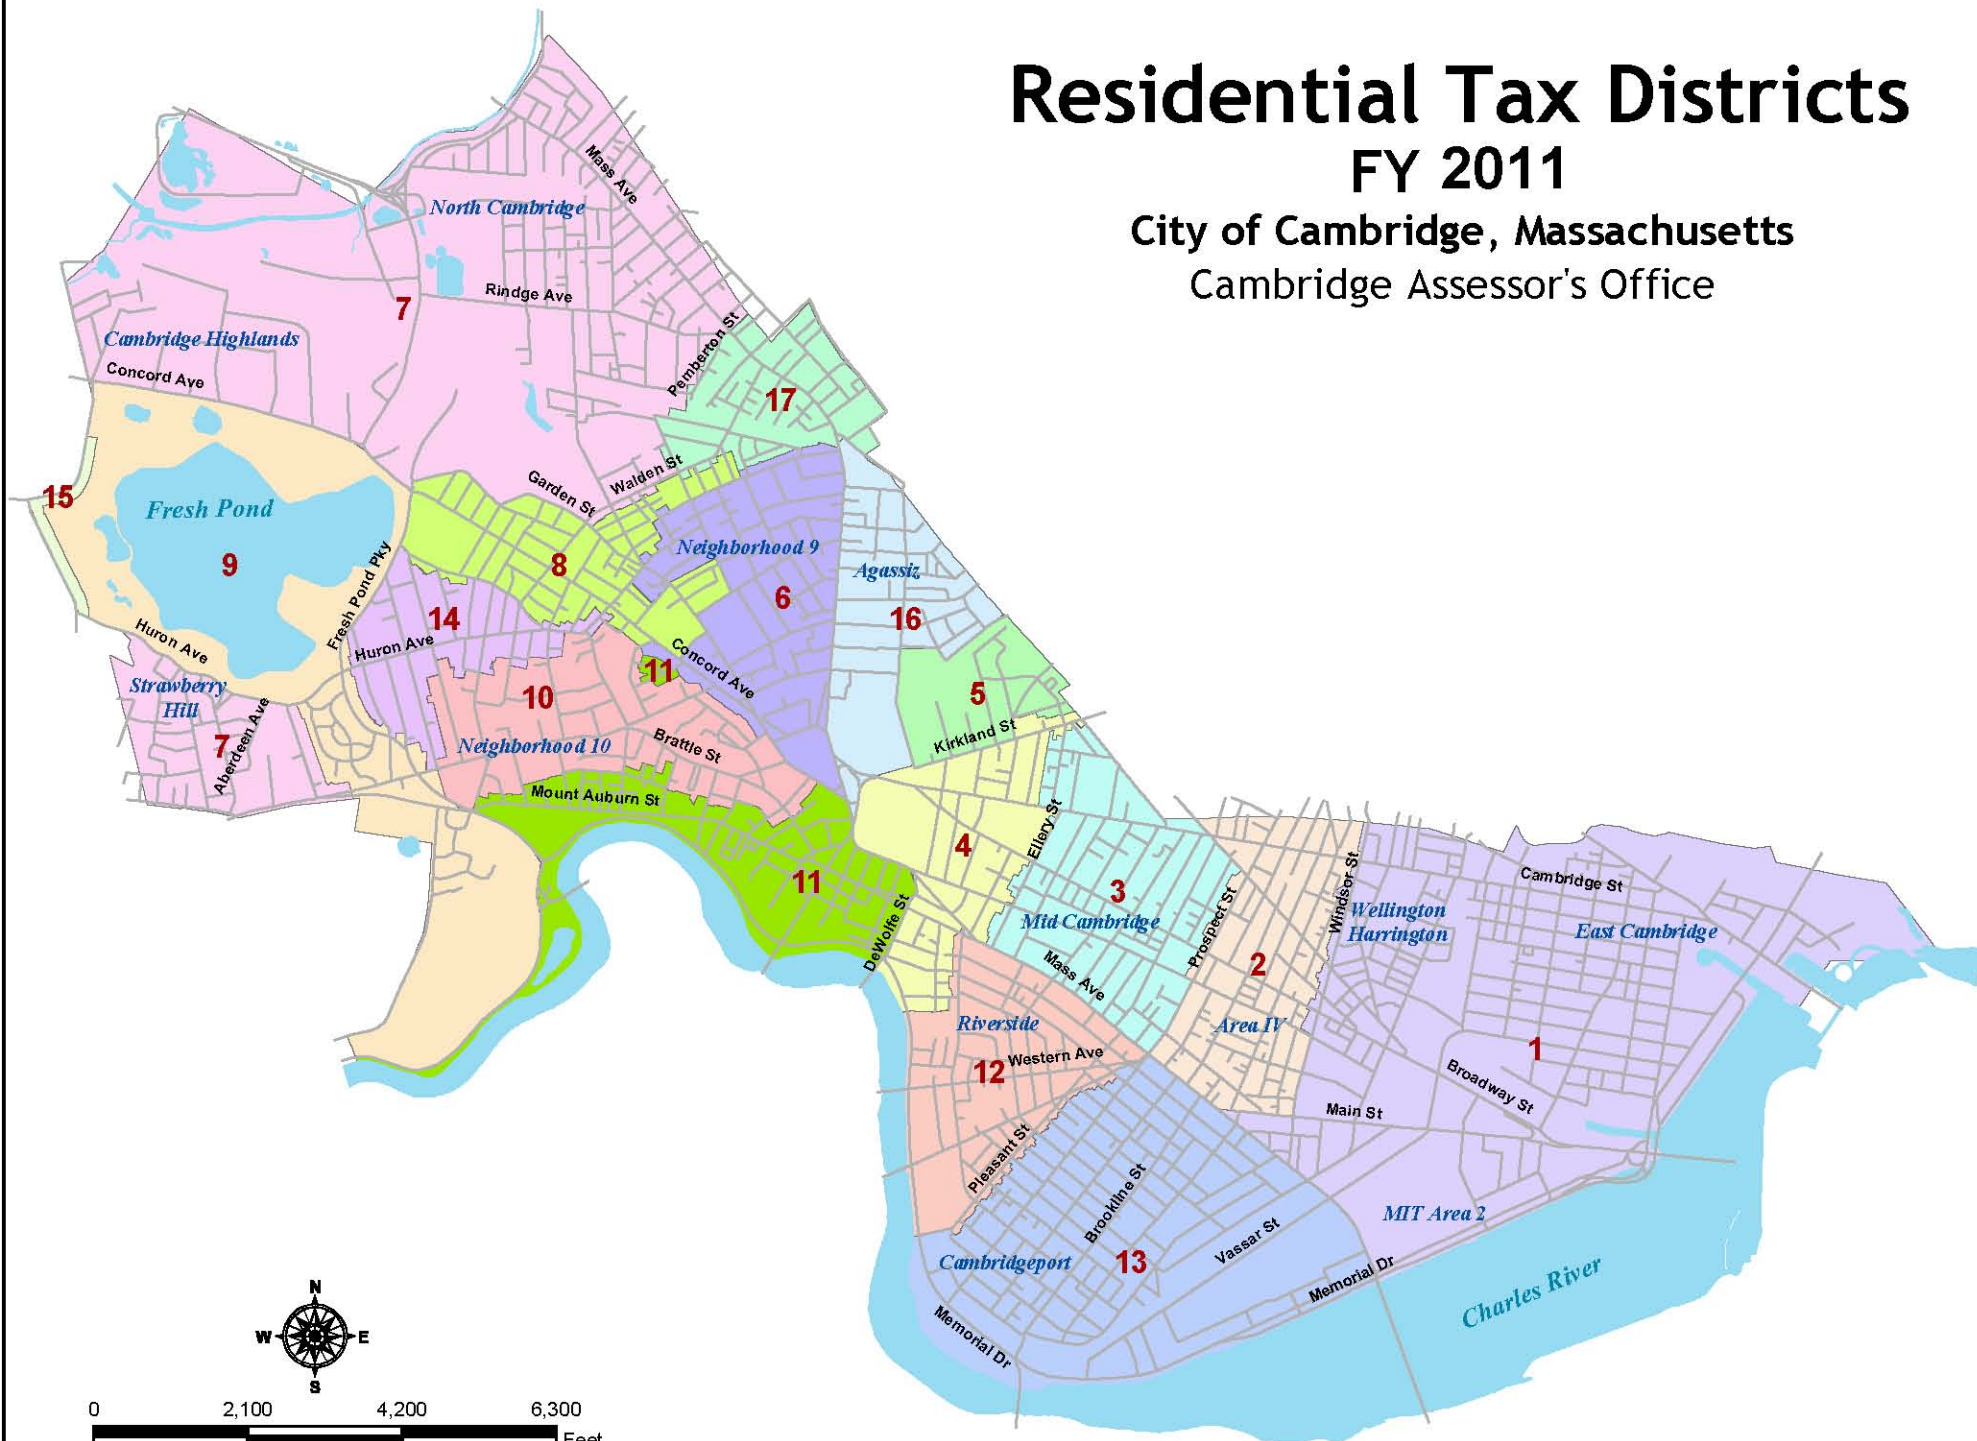 Residential Tax Districts
FY 2011
City of Cambridge, Massachusetts
Cambridge Assessor's Office
Mass Ave
North Cambridge
Rindge Ave
7
Cambridge Highlands
Concord Ave
Pemberton St
17
Walden St
Garden St
15
Fresh Pond
9
Fresh Pond Pky
8
Neighborhood 9
6
Agassiz
16
14
Huron Ave
Huron Ave
Strawberry
Hill
7
Aberdeen Ave
11
Concord Ave
10
Neighborhood 10
Brattle St
5
Kirkland St
Mount Auburn St
4
Ellery St
11
DeWolfe St
3
Mid Cambridge
Mass Ave
Prospect St
2
Area IV
Windsor St
Wellington
Harrington
Cambridge St
East Cambridge
1
Broadway St
Main St
Riverside
12
Western Ave
Pleasant St
Brookline St
Cambridgeport
13
Vassar St
MIT Area 2
Memorial Dr
Memorial Dr
Charles River
N
W
E
S
0
2,100
4,200
6,300
Feet